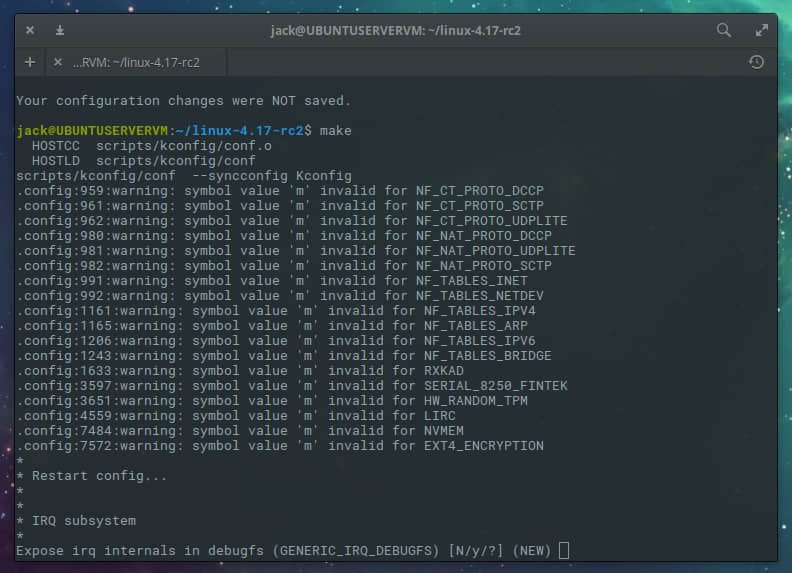 jack@UBUNTUSERVERVM: ~/linux-4.17-rc2
...RVM: ~/linux-4.17-rc2
Your configuration changes were NOT saved.
jack@UBUNTUSERVERVM:~/linux-4.17-rc2$ make
  HOSTCC  scripts/kconfig/conf.o
  HOSTLD  scripts/kconfig/conf
scripts/kconfig/conf  --syncconfig Kconfig
.config:959:warning: symbol value 'm' invalid for NF_CT_PROTO_DCCP
.config:961:warning: symbol value 'm' invalid for NF_CT_PROTO_SCTP
.config:962:warning: symbol value 'm' invalid for NF_CT_PROTO_UDPLITE
.config:980:warning: symbol value 'm' invalid for NF_NAT_PROTO_DCCP
.config:981:warning: symbol value 'm' invalid for NF_NAT_PROTO_UDPLITE
.config:982:warning: symbol value 'm' invalid for NF_NAT_PROTO_SCTP
.config:991:warning: symbol value 'm' invalid for NF_TABLES_INET
.config:992:warning: symbol value 'm' invalid for NF_TABLES_NETDEV
.config:1161:warning: symbol value 'm' invalid for NF_TABLES_IPV4
.config:1165:warning: symbol value 'm' invalid for NF_TABLES_ARP
.config:1206:warning: symbol value 'm' invalid for NF_TABLES_IPV6
.config:1243:warning: symbol value 'm' invalid for NF_TABLES_BRIDGE
.config:1633:warning: symbol value 'm' invalid for RXKAD
.config:3597:warning: symbol value 'm' invalid for SERIAL_8250_FINTEK
.config:3651:warning: symbol value 'm' invalid for HW_RANDOM_TPM
.config:4559:warning: symbol value 'm' invalid for LIRC
.config:7484:warning: symbol value 'm' invalid for NVMEM
.config:7572:warning: symbol value 'm' invalid for EXT4_ENCRYPTION
*
* Restart config...
*
*
* IRQ subsystem
*
Expose irq internals in debugfs (GENERIC_IRQ_DEBUGFS) [N/y/?] (NEW)